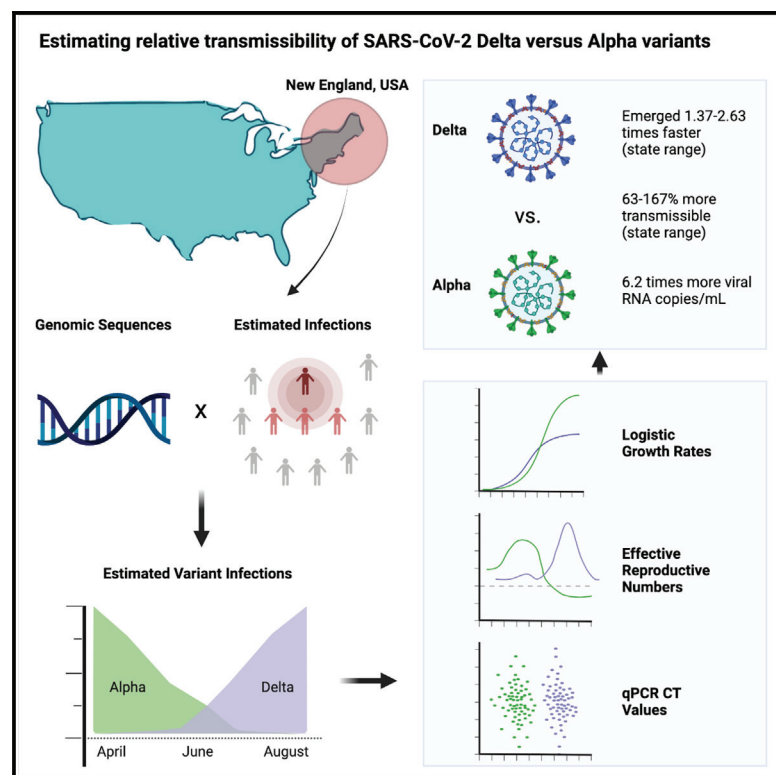 Estimating relative transmissibility of SARS-CoV-2 Delta versus Alpha variants
New England, USA
Genomic Sequences
Estimated Infections
X
Estimated Variant Infections
Alpha
Delta
April
June
August
Delta
Emerged 1.37-2.63
times faster
(state range)
VS.
63-167% more
transmissible
(state range)
Alpha
6.2 times more viral
RNA copies/mL
Logistic
Growth Rates
Effective
Reproductive
Numbers
qPCR CT
Values